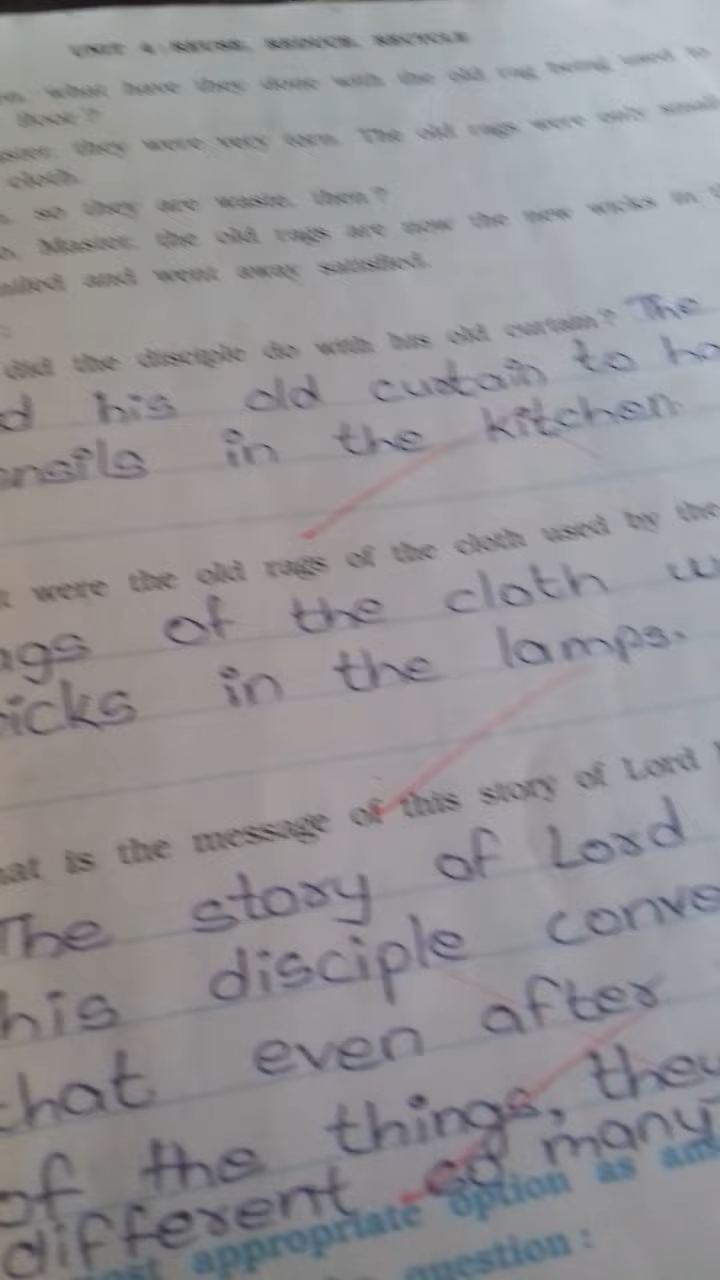 UNIT 4 : REUSE, REDUCE, RECYCLE
what have they done with the old rag being used to
floor ?
they were very torn. The old rags were only small
cloth.
so they are waste, then ?
Master, the old rags are now the new wicks in
and went away satisfied.
:
did the disciple do with his old curtain? The
d his old curtain to ho
ensils in the kitchen.
were the old rags of the cloth used by the
ags of the cloth w
icks in the lamps.
at is the message of this story of Lord
The story of Lord
his disciple conve
that even after
of the things, they
different so many
ost appropriate option as an
question :